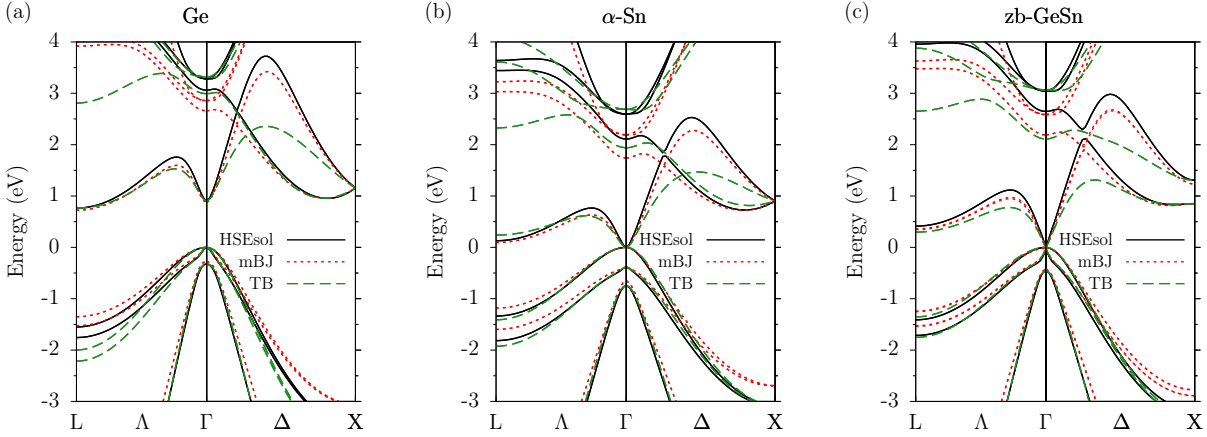 (a) Ge
4
3
2
1
0
-1
-2
-3
Energy (eV)
HSEsol
mBJ
TB
L Λ Γ Δ X
(b) α-Sn
4
3
2
1
0
-1
-2
-3
Energy (eV)
HSEsol
mBJ
TB
L Λ Γ Δ X
(c) zb-GeSn
4
3
2
1
0
-1
-2
-3
Energy (eV)
HSEsol
mBJ
TB
L Λ Γ Δ X